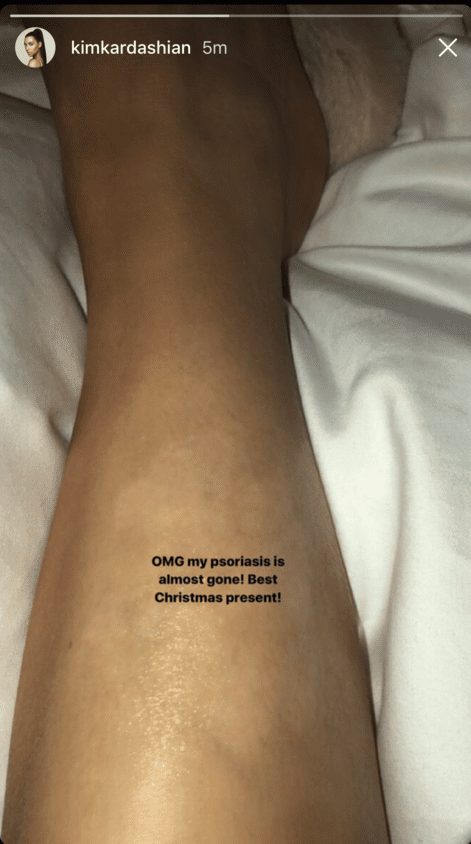 kimkardashian 5m
OMG my psoriasis is
almost gone! Best
Christmas present!